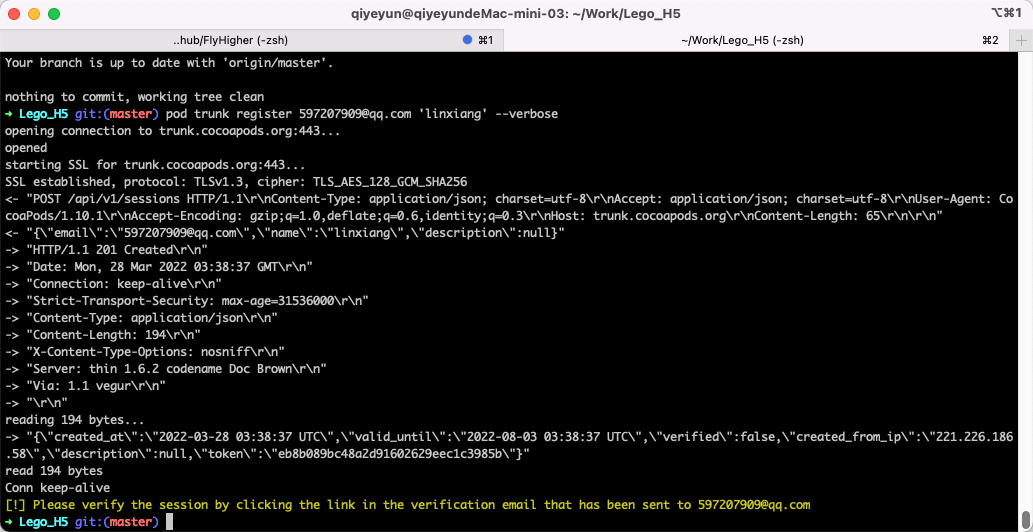 qiyeyun@qiyeyundeMac-mini-03: ~/Work/Lego_H5
⌥⌘1
..hub/FlyHigher (-zsh)
⌘1
~/Work/Lego_H5 (-zsh)
⌘2
Your branch is up to date with 'origin/master'.
nothing to commit, working tree clean
➜ Lego_H5 git:(master) pod trunk register 597207909@qq.com 'linxiang' --verbose
opening connection to trunk.cocoapods.org:443...
opened
starting SSL for trunk.cocoapods.org:443...
SSL established, protocol: TLSv1.3, cipher: TLS_AES_128_GCM_SHA256
<- "POST /api/v1/sessions HTTP/1.1\r\nContent-Type: application/json; charset=utf-8\r\nAccept: application/json; charset=utf-8\r\nUser-Agent: Co
coaPods/1.10.1\r\nAccept-Encoding: gzip;q=1.0,deflate;q=0.6,identity;q=0.3\r\nHost: trunk.cocoapods.org\r\nContent-Length: 65\r\n\r\n"
<- "{\"email\":\"597207909@qq.com\",\"name\":\"linxiang\",\"description\":null}"
-> "HTTP/1.1 201 Created\r\n"
-> "Date: Mon, 28 Mar 2022 03:38:37 GMT\r\n"
-> "Connection: keep-alive\r\n"
-> "Strict-Transport-Security: max-age=31536000\r\n"
-> "Content-Type: application/json\r\n"
-> "Content-Length: 194\r\n"
-> "X-Content-Type-Options: nosniff\r\n"
-> "Server: thin 1.6.2 codename Doc Brown\r\n"
-> "Via: 1.1 vegur\r\n"
-> "\r\n"
reading 194 bytes...
-> "{\"created_at\":\"2022-03-28 03:38:37 UTC\",\"valid_until\":\"2022-08-03 03:38:37 UTC\",\"verified\":false,\"created_from_ip\":\"221.226.186
.58\",\"description\":null,\"token\":\"eb8b089bc48a2d91602629eec1c3985b\"}"
read 194 bytes
Conn keep-alive
[!] Please verify the session by clicking the link in the verification email that has been sent to 597207909@qq.com
➜ Lego_H5 git:(master)